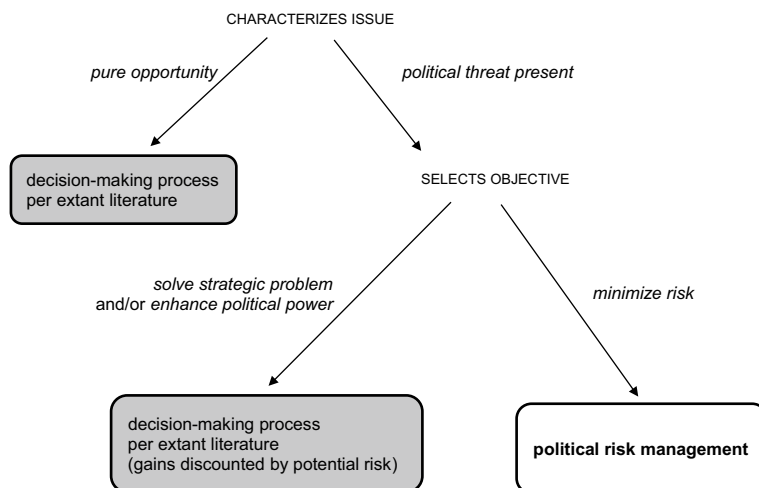 CHARACTERIZES ISSUE
pure opportunity
political threat present
decision-making process
per extant literature
SELECTS OBJECTIVE
solve strategic problem
and/or enhance political power
minimize risk
decision-making process
per extant literature
(gains discounted by potential risk)
political risk management